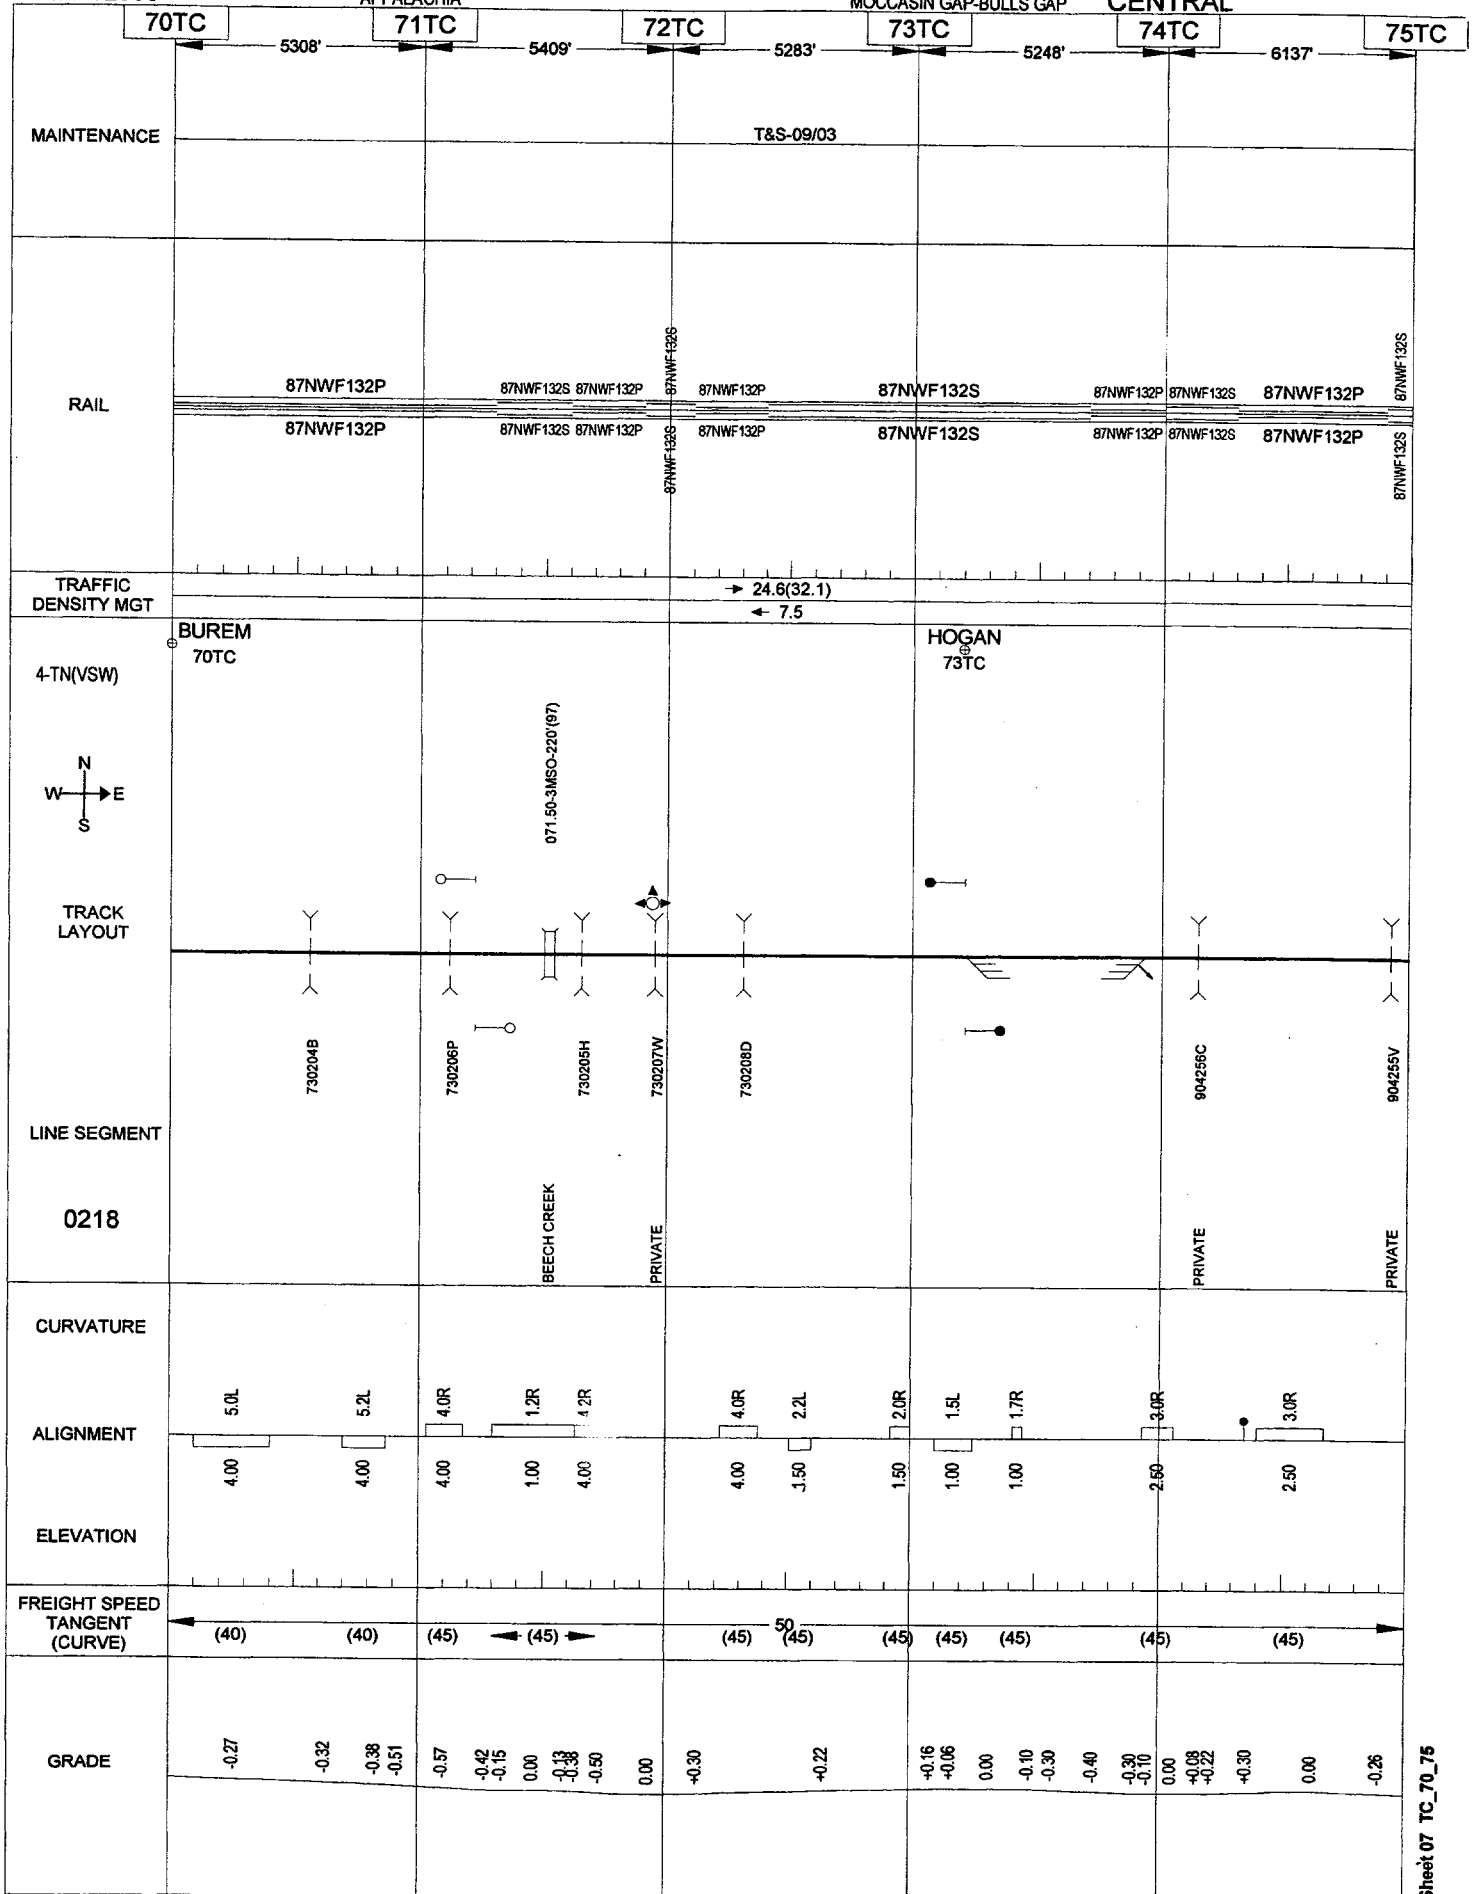 APPALACHIA
MOCCASIN GAP-BULLS GAP CENTRAL
70TC 71TC 72TC 73TC 74TC 75TC
5308' 5409' 5283' 5248' 6137'
MAINTENANCE
T&S-09/03
RAIL
87NWF132P 87NWF132S 87NWF132P 87NWF132S 87NWF132P 87NWF132S 87NWF132P 87NWF132S 87NWF132P 87NWF132S
87NWF132P 87NWF132S 87NWF132P 87NWF132S 87NWF132P 87NWF132S 87NWF132P 87NWF132S 87NWF132P 87NWF132S
TRAFFIC
DENSITY MGT
→ 24.6(32.1)
← 7.5
BUREM
70TC
HOGAN
73TC
4-TN(VSW)
N
W E
S
071.50-3MSO-220'(97)
TRACK
LAYOUT
730204B 730206P 730205H 730207W 730208D 904256C 904255V
LINE SEGMENT
0218
BEECH CREEK PRIVATE PRIVATE PRIVATE
CURVATURE
5.0L 5.2L 4.0R 1.2R 4.2R 4.0R 2.2L 2.0R 1.5L 1.7R 3.0R 3.0R
ALIGNMENT
4.00 4.00 4.00 1.00 4.00 4.00 1.50 1.50 1.00 1.00 2.50 2.50
ELEVATION
FREIGHT SPEED
TANGENT
(CURVE)
50
(40) (40) (45) (45) (45) (45) (45) (45) (45) (45) (45)
GRADE
-0.27 -0.32 -0.38 -0.51 -0.57 -0.42 -0.15 0.00 -0.13 -0.38 -0.50 0.00 +0.30 +0.22 +0.16 +0.06 0.00 -0.10 -0.30 -0.40 -0.30 -0.10 0.00 +0.08 +0.22 +0.30 0.00 -0.26
Sheet 07 TC_70_75